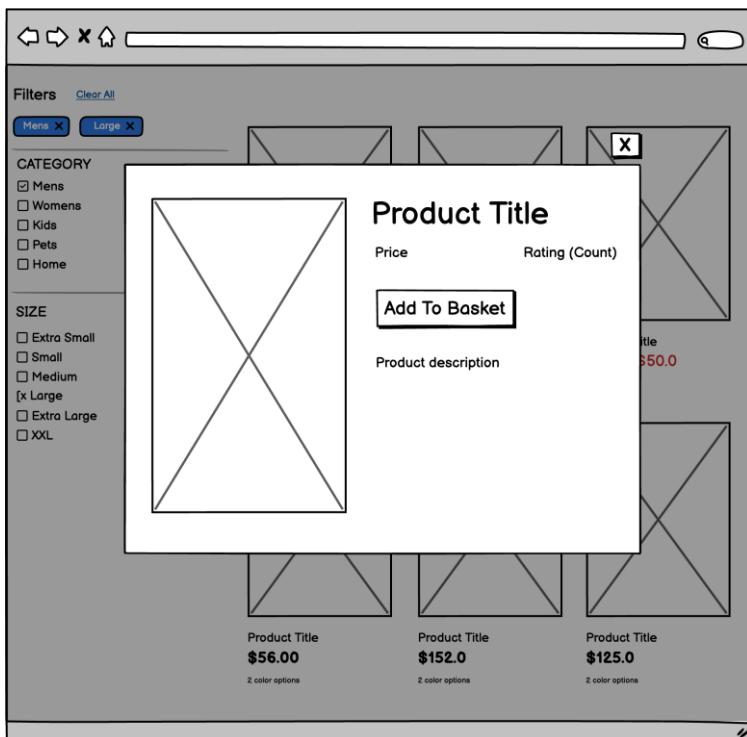 Filters Clear All
Mens X Large X
CATEGORY
Mens
Womens
Kids
Pets
Home
SIZE
Extra Small
Small
Medium
[x Large
Extra Large
XXL
X
Product Title
Price Rating (Count)
Add To Basket
Product description
$50.0
Product Title Product Title Product Title
$56.00 $152.0 $125.0
2 color options 2 color options 2 color options